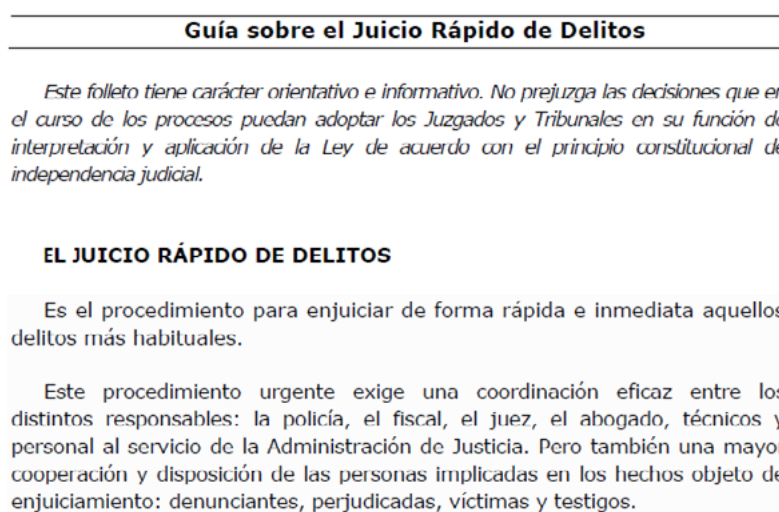 Guía sobre el Juicio Rápido de Delitos
Este folleto tiene carácter orientativo e informativo. No prejuzga las decisiones que en
el curso de los procesos puedan adoptar los Juzgados y Tribunales en su función de
interpretación y aplicación de la Ley de acuerdo con el principio constitucional de
independencia judicial.
EL JUICIO RÁPIDO DE DELITOS
Es el procedimiento para enjuiciar de forma rápida e inmediata aquellos
delitos más habituales.
Este procedimiento urgente exige una coordinación eficaz entre los
distintos responsables: la policía, el fiscal, el juez, el abogado, técnicos y
personal al servicio de la Administración de Justicia. Pero también una mayor
cooperación y disposición de las personas implicadas en los hechos objeto de
enjuiciamiento: denunciantes, perjudicadas, víctimas y testigos.